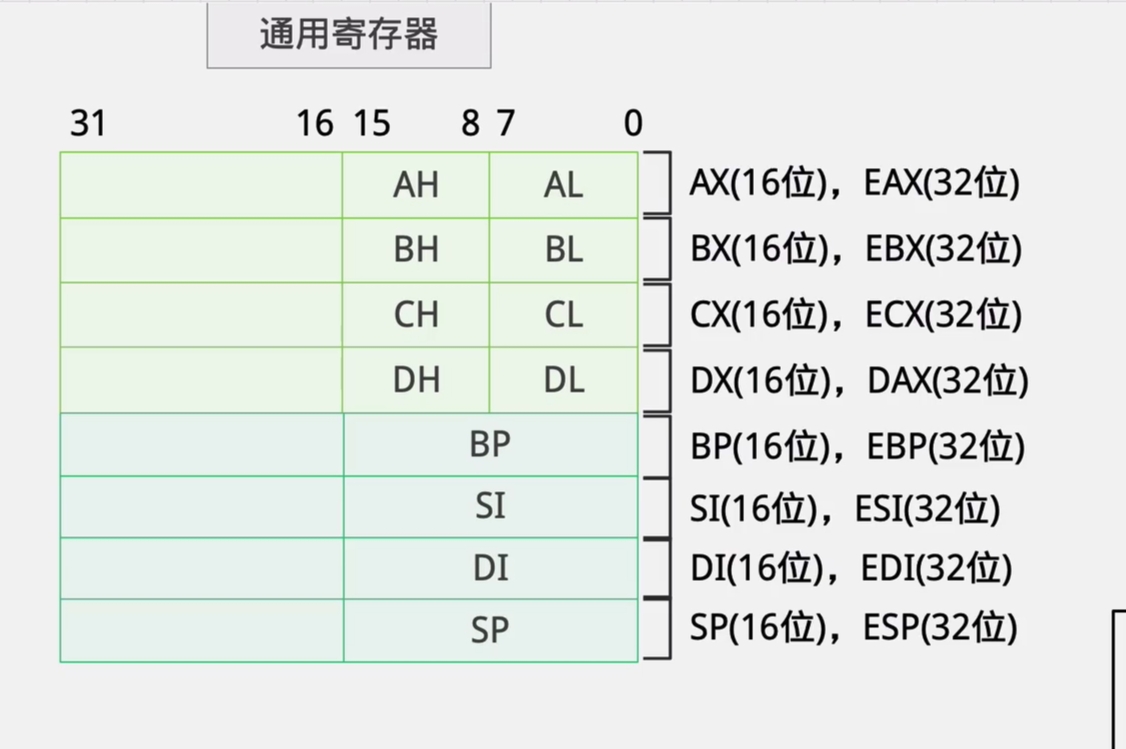 通用寄存器
31 16 15 8 7 0
AH AL AX(16位)，EAX(32位)
BH BL BX(16位)，EBX(32位)
CH CL CX(16位)，ECX(32位)
DH DL DX(16位)，DAX(32位)
BP BP(16位)，EBP(32位)
SI SI(16位)，ESI(32位)
DI DI(16位)，EDI(32位)
SP SP(16位)，ESP(32位)